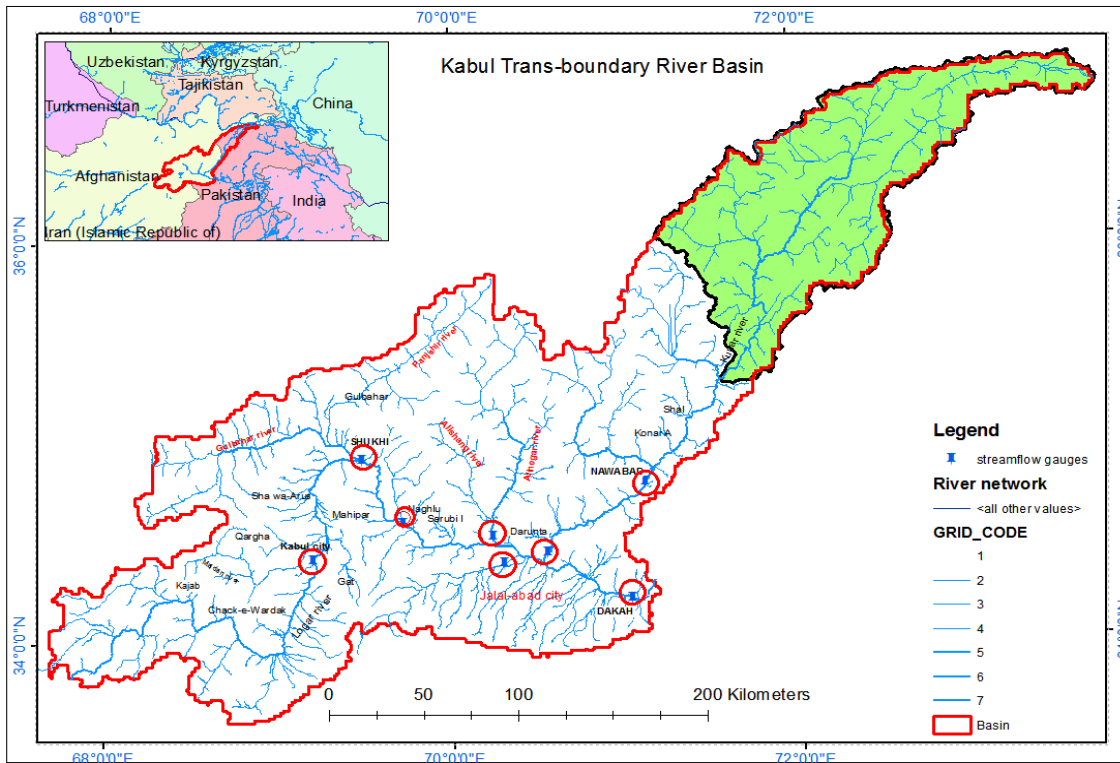 68°0'0"E 70°0'0"E 72°0'0"E
Kabul Trans-boundary River Basin
Uzbekistan
Kyrgyzstan
Tajikistan
Turkmenistan
China
Afghanistan
Pakistan
India
Iran (Islamic Republic of)
36°0'0"N
Kunar river
Panjshir river
Gulbahar
Shal
Konar A
Alishang river
Gorband river
SHUKHI
NAWABAD
Sha wa-Arus
Naghlu
Mahipar
Sarubi I
Darunta
Qargha
Kabul city
Gat
Kajab
Jalal-abad city
DAKAH
Chack-e-Wardak
Logar river
34°0'0"N
0 50 100 200 Kilometers
Legend
streamflow gauges
River network
<all other values>
GRID_CODE
1
2
3
4
5
6
7
Basin
68°0'0"E 70°0'0"E 72°0'0"E